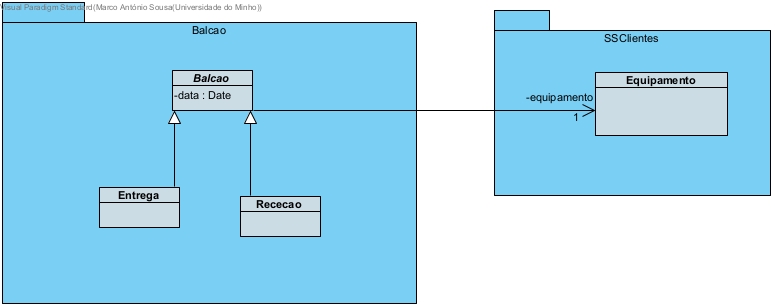 Visual Paradigm Standard(Marco António Sousa(Universidade do Minho))
Balcao
SSClientes
Balcao
-data : Date
Equipamento
-equipamento
1
Entrega
Rececao